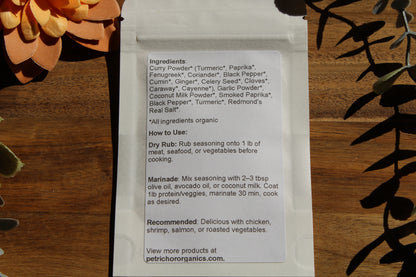 Ingredients:
Curry Powder* (Turmeric*, Paprika*,
Fenugreek*, Coriander*, Black Pepper*,
Cumin*, Ginger*, Celery Seed*, Cloves*,
Caraway*, Cayenne*), Garlic Powder*,
Coconut Milk Powder*, Smoked Paprika*,
Black Pepper*, Turmeric*, Redmond's
Real Salt*
*All ingredients organic
How to Use:
Dry Rub: Rub seasoning onto 1 lb of
meat, seafood, or vegetables before
cooking.
Marinade: Mix seasoning with 2–3 tbsp
olive oil, avocado oil, or coconut milk. Coat
1lb protein/veggies, marinate 30 min, cook
as desired.
Recommended: Delicious with chicken,
shrimp, salmon, or roasted vegetables.
View more products at
petrichororganics.com.